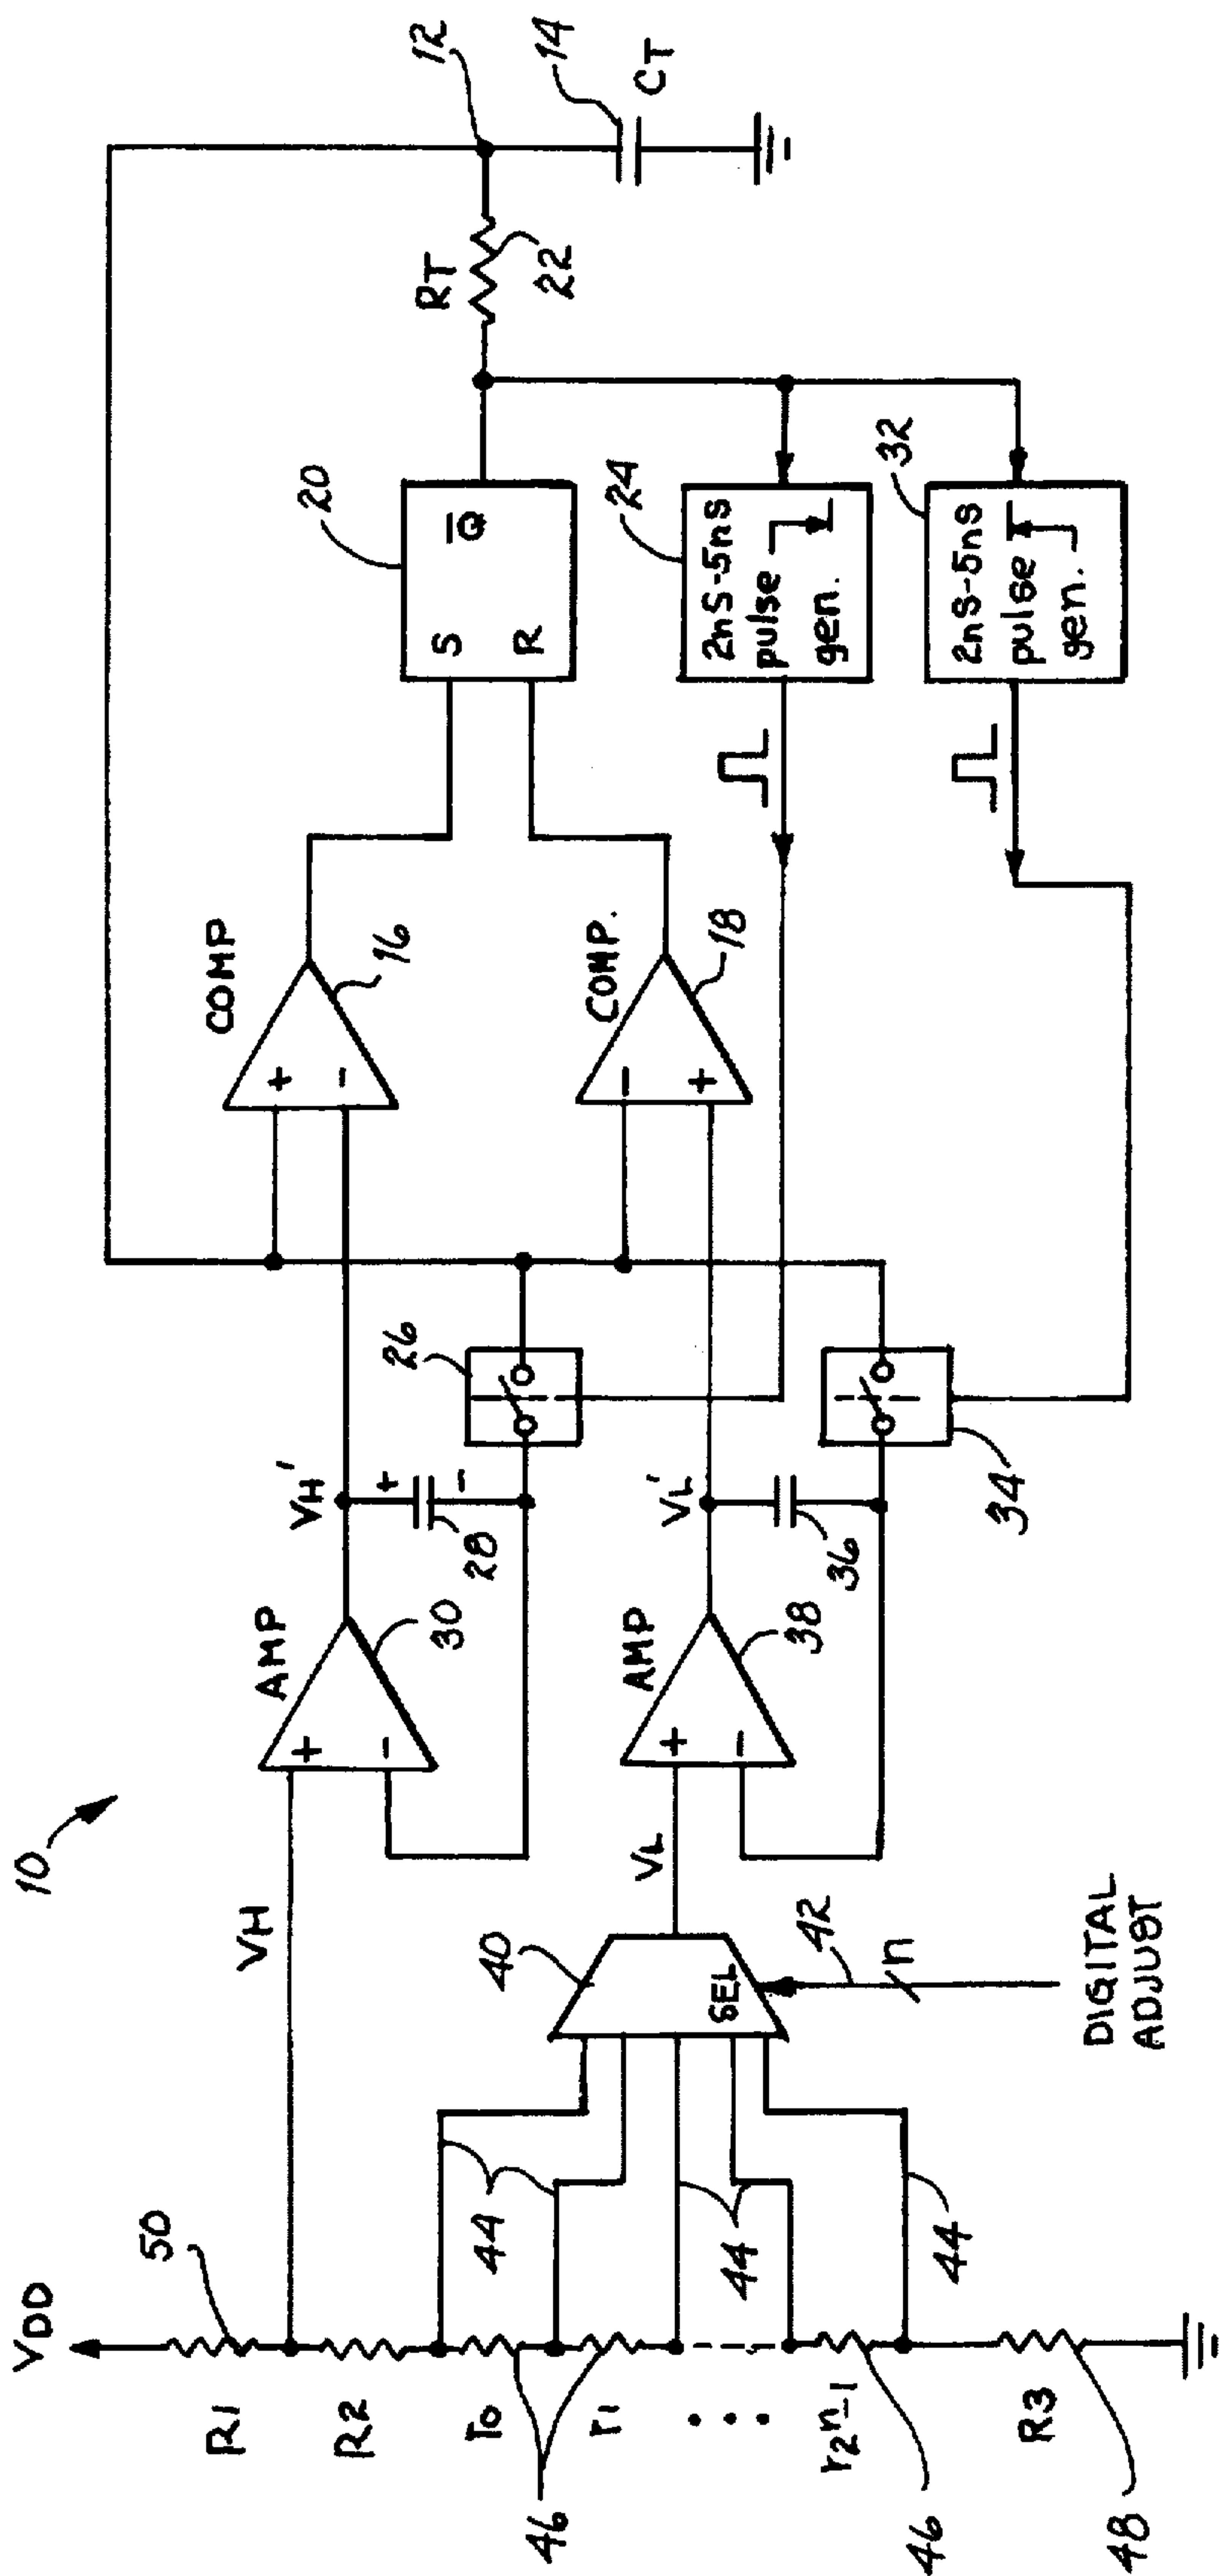 10
VDD
50
R1
R2
r0
r1
46
r2n-1
46
R3
48
VH
44
44
44
40
SEL
42
n
DIGITAL
ADJUST
VL
AMP
+
-
30
VH'
+
-
28
26
AMP
+
-
38
VL'
36
34
COMP
+
-
16
COMP.
-
+
18
20
S
R
Q
24
2nS-5nS
pulse
gen.
32
2nS-5nS
pulse
gen.
RT
22
12
14
CT